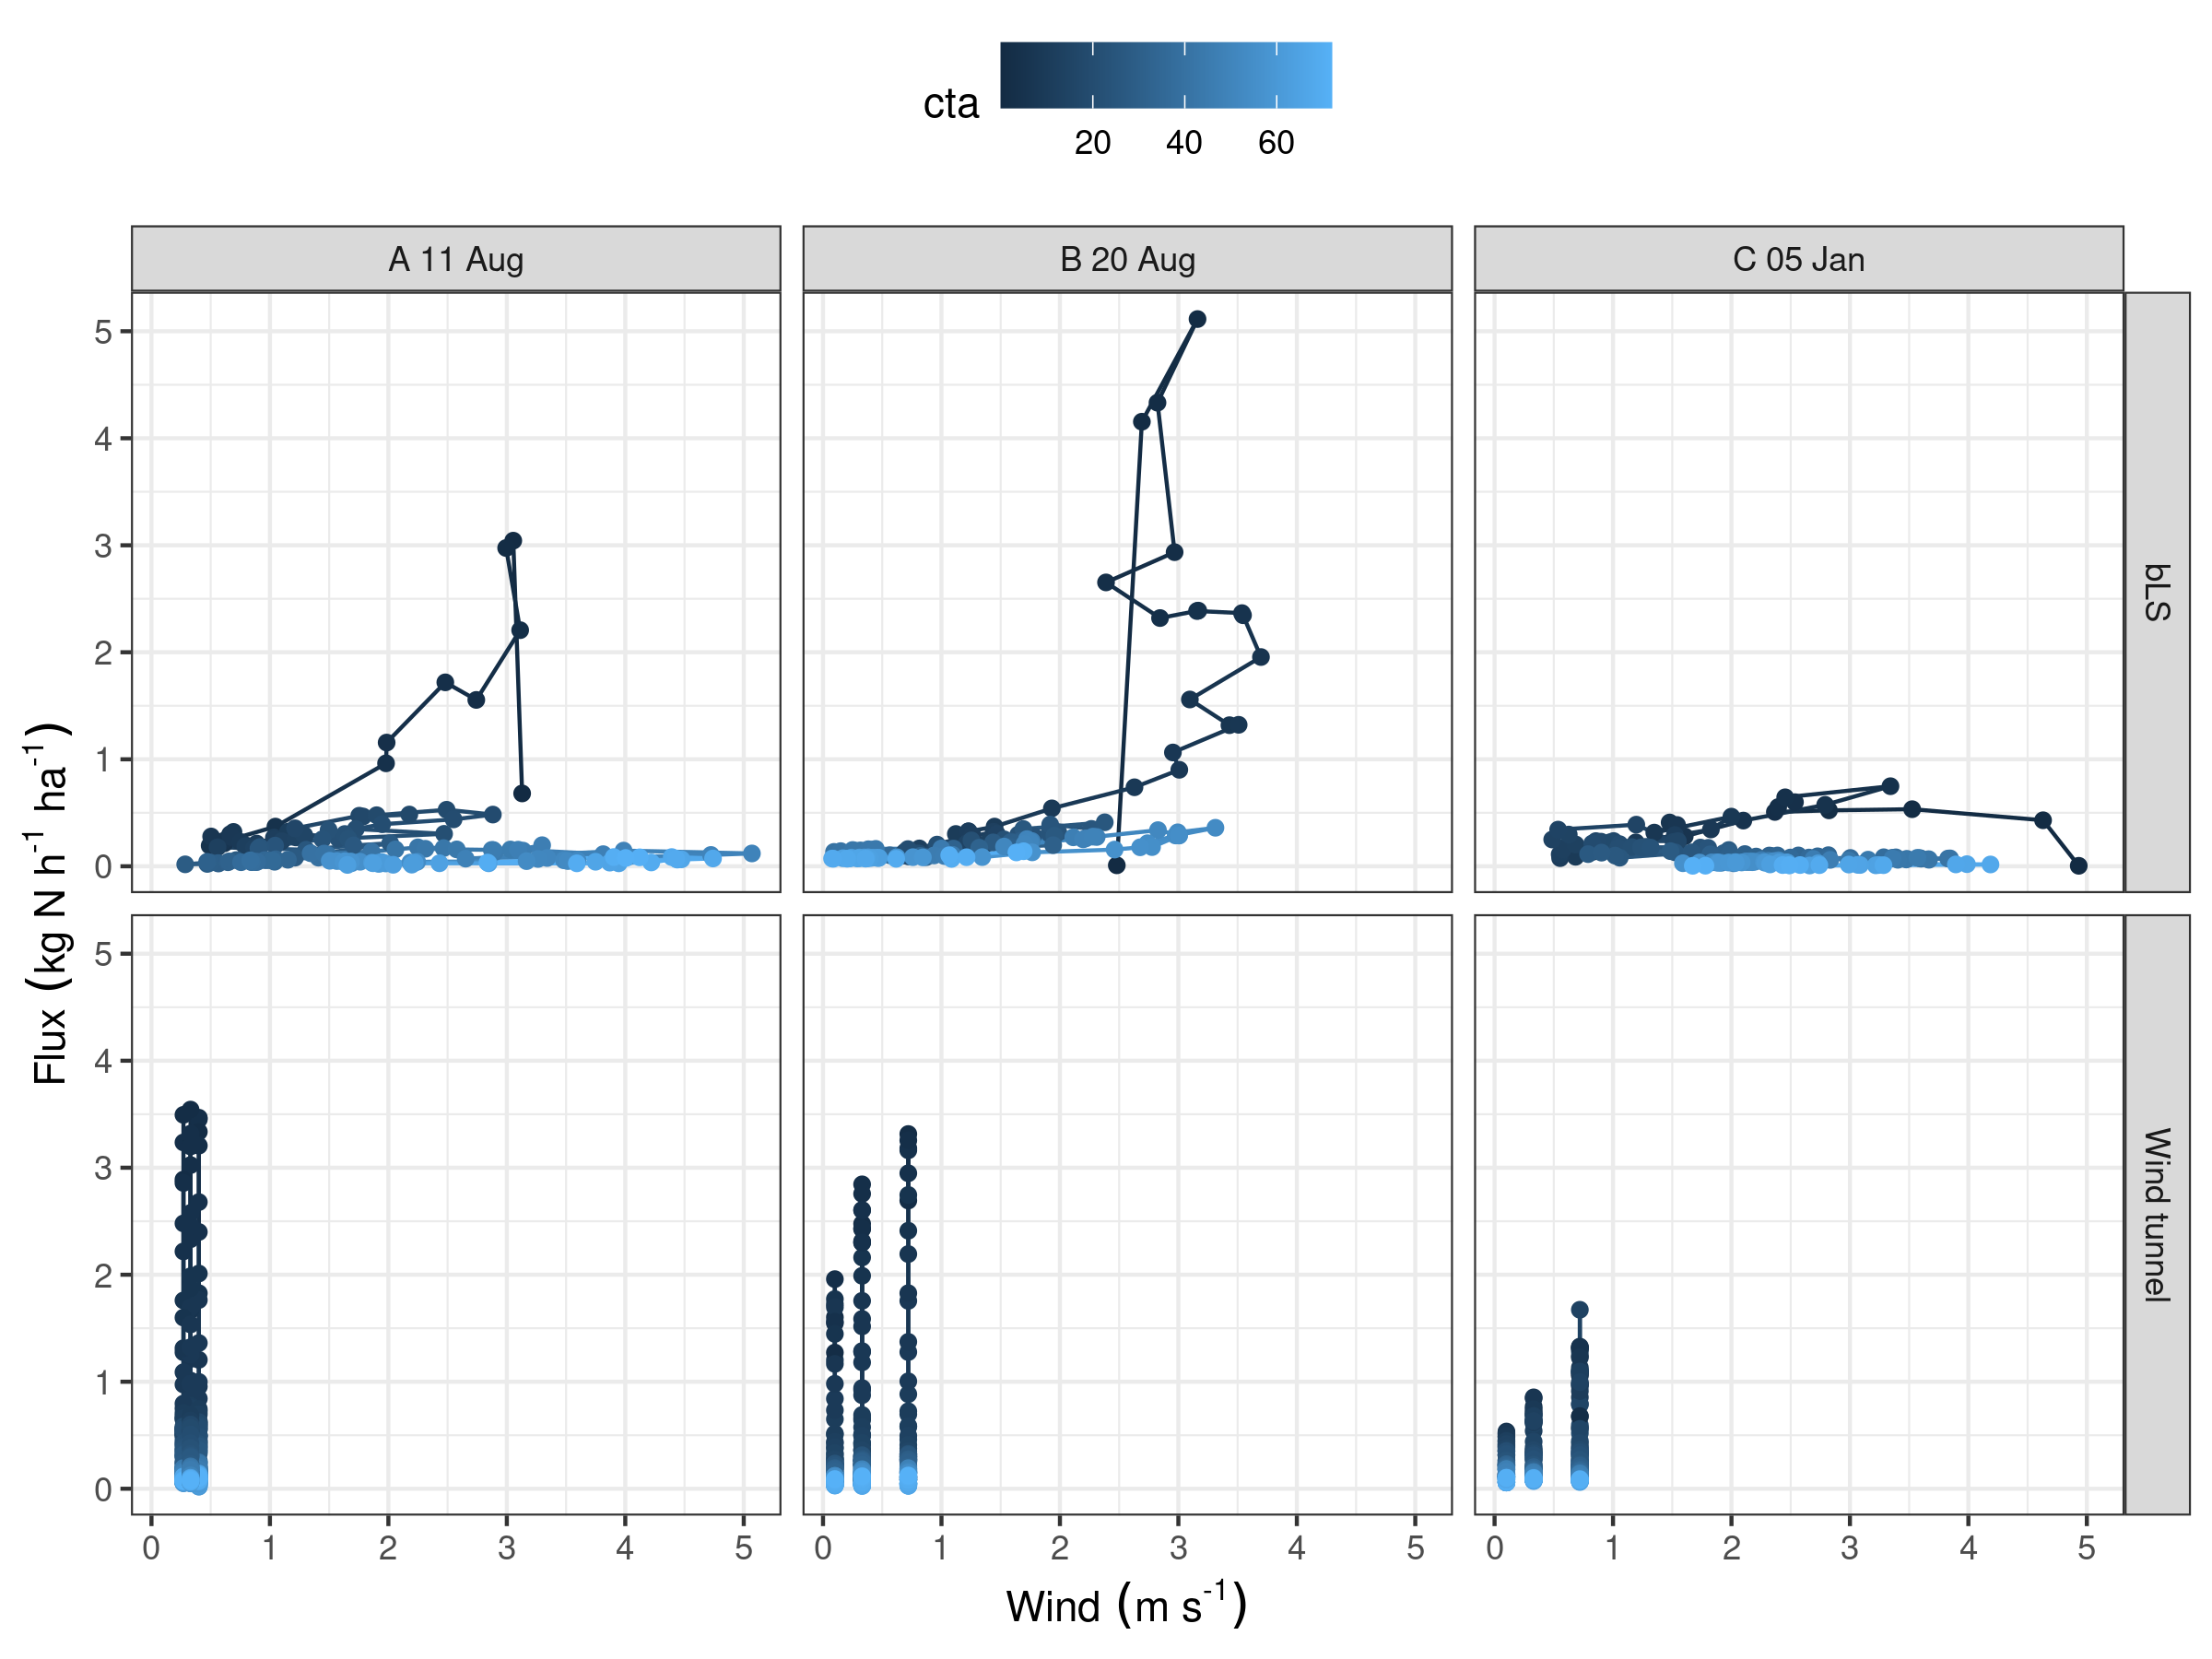 cta
20 40 60
A 11 Aug B 20 Aug C 05 Jan
5
4
3
2
1
0
bLS
Flux (kg N h⁻¹ ha⁻¹)
5
4
3
2
1
0
Wind tunnel
0 1 2 3 4 5 0 1 2 3 4 5 0 1 2 3 4 5
Wind (m s⁻¹)